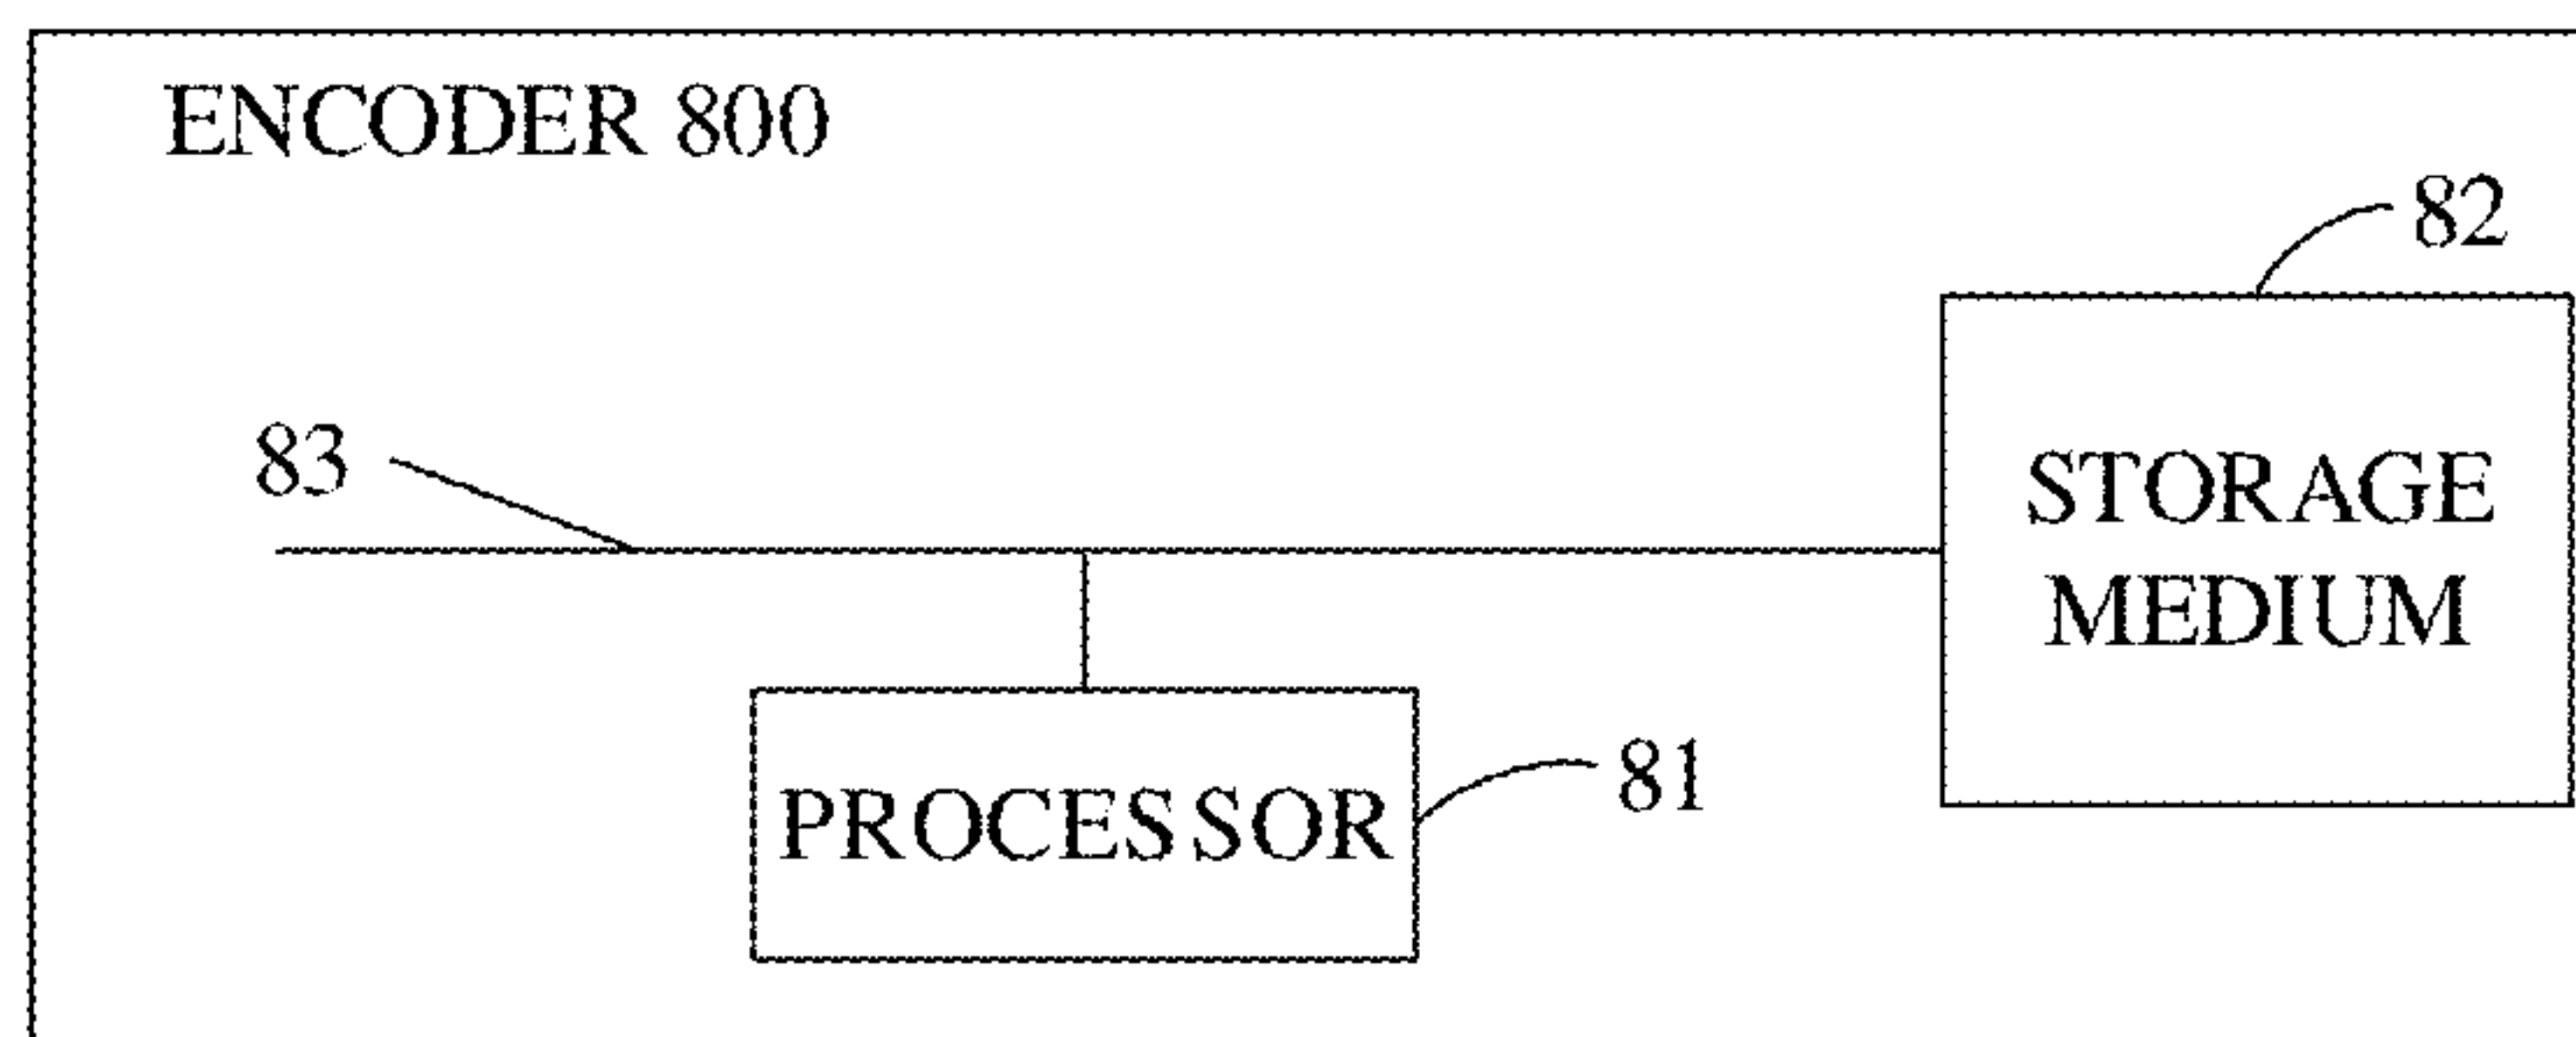 ENCODER 800
82
83
STORAGE
MEDIUM
PROCESSOR
81